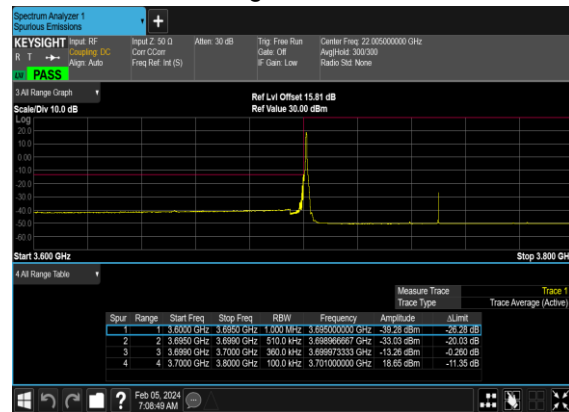 Spectrum Analyzer 1
Spurious Emissions
KEYSIGHT Input: RF Input Z: 50 Ω Atten: 30 dB Trig: Free Run Center Freq: 22.005000000 GHz
R T Coupling: DC Corr CCorr Gate: Off Avg|Hold: 300/300
Align: Auto Freq Ref: Int (S) IF Gain: Low Radio Std: None
PASS
3 All Range Graph
Ref Lvl Offset 15.81 dB
Scale/Div 10.0 dB Ref Value 30.00 dBm
Log
20.0
10.0
0.00
-10.0
-20.0
-30.0
-40.0
-50.0
-60.0
Start 3.600 GHz Stop 3.800 GH
4 All Range Table
Measure Trace Trace 1
Trace Type Trace Average (Active)
Spur Range Start Freq Stop Freq RBW Frequency Amplitude ΔLimit
1 1 3.6000 GHz 3.6950 GHz 1.000 MHz 3.695000000 GHz -39.28 dBm -26.28 dB
2 2 3.6950 GHz 3.6990 GHz 510.0 kHz 3.698966667 GHz -33.03 dBm -20.03 dB
3 3 3.6990 GHz 3.7000 GHz 360.0 kHz 3.699973333 GHz -13.26 dBm -0.260 dB
4 4 3.7000 GHz 3.8000 GHz 100.0 kHz 3.701000000 GHz 18.65 dBm -11.35 dB
Feb 05, 2024
7:08:49 AM